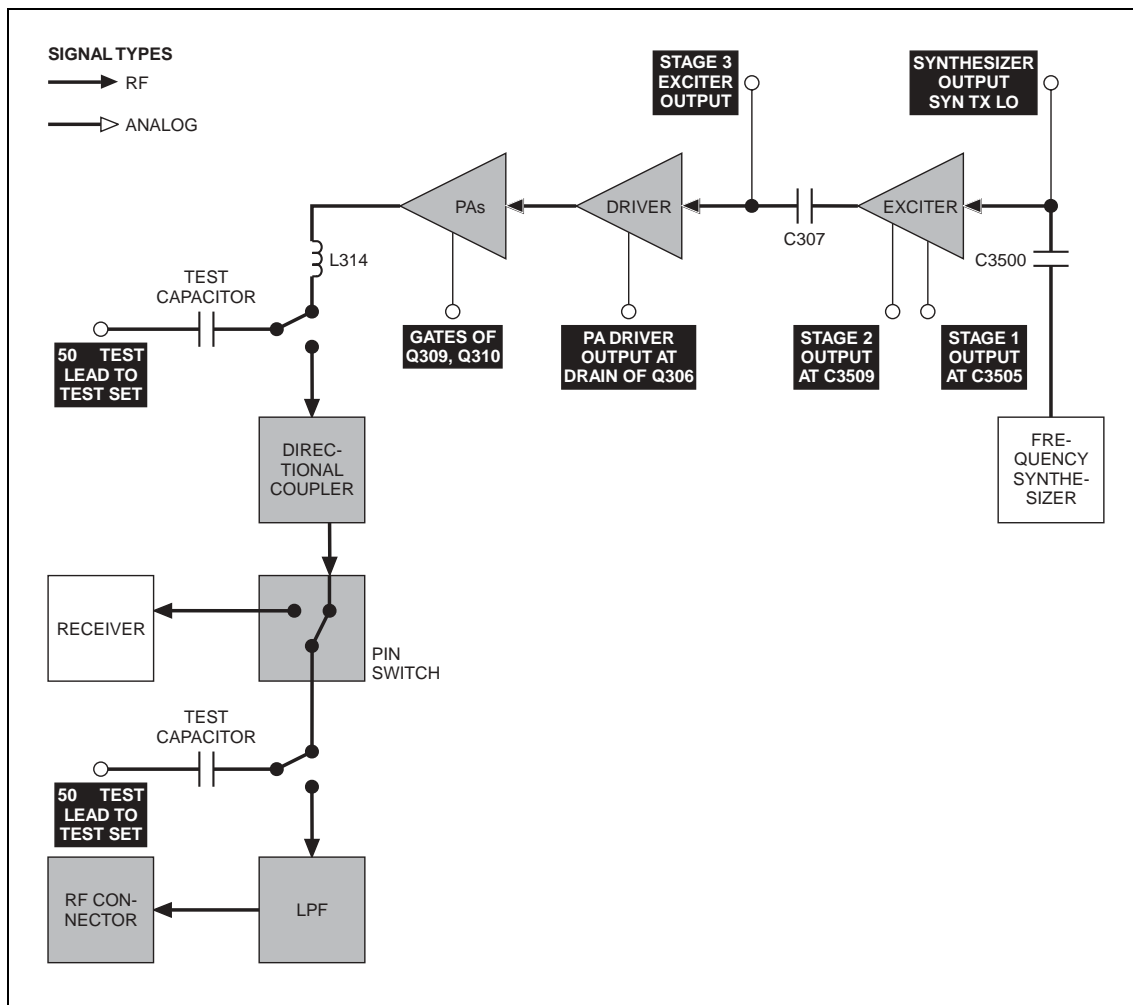 SIGNAL TYPES
RF
ANALOG
STAGE 3
EXCITER
OUTPUT
SYNTHESIZER
OUTPUT
SYN TX LO
PAs
DRIVER
EXCITER
C307
C3500
L314
TEST
CAPACITOR
50 TEST
LEAD TO
TEST SET
GATES OF
Q309, Q310
PA DRIVER
OUTPUT AT
DRAIN OF Q306
STAGE 2
OUTPUT
AT C3509
STAGE 1
OUTPUT
AT C3505
DIREC-
TIONAL
COUPLER
FRE-
QUENCY
SYNTHE-
SIZER
RECEIVER
PIN
SWITCH
TEST
CAPACITOR
50 TEST
LEAD TO
TEST SET
RF CON-
NECTOR
LPF